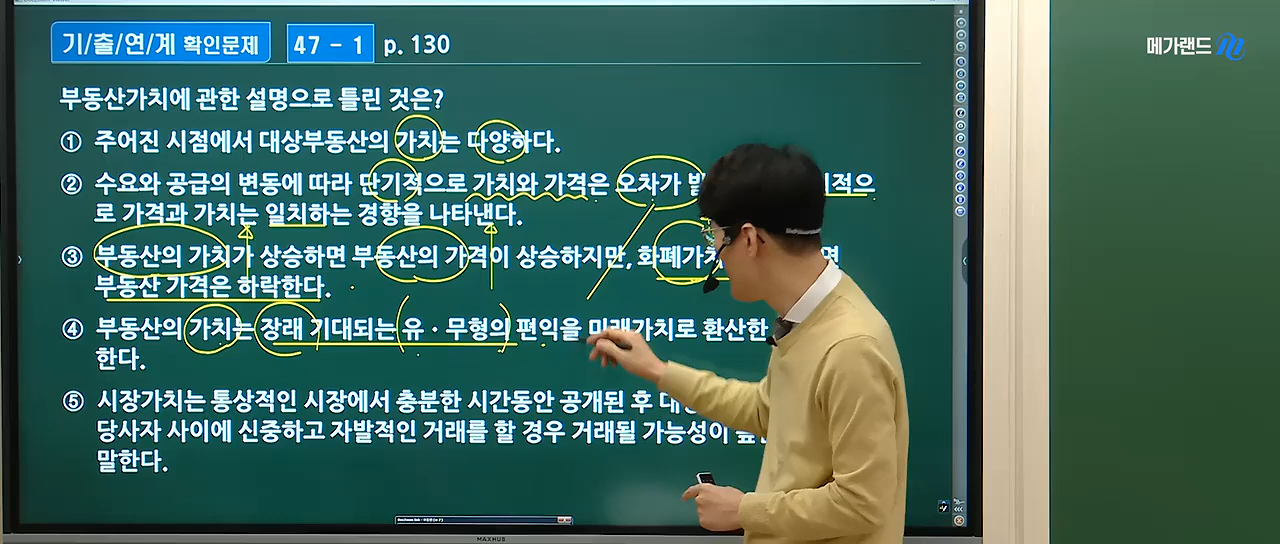 기/출/연/계 확인문제 47 - 1 p. 130
메가랜드
부동산가치에 관한 설명으로 틀린 것은?
① 주어진 시점에서 대상부동산의 가치는 다양하다.
② 수요와 공급의 변동에 따라 단기적으로 가치와 가격은 오차가
로 가격과 가치는 일치하는 경향을 나타낸다.
③ 부동산의 가치가 상승하면 부동산의 가격이 상승하지만, 화폐가치
부동산 가격은 하락한다.
④ 부동산의 가치는 장래 기대되는 유 · 무형의 편익을 미래가치로 환산한
한다.
⑤ 시장가치는 통상적인 시장에서 충분한 시간동안 공개된 후
당사자 사이에 신중하고 자발적인 거래를 할 경우 거래될 가능성이
말한다.
MAXHUB